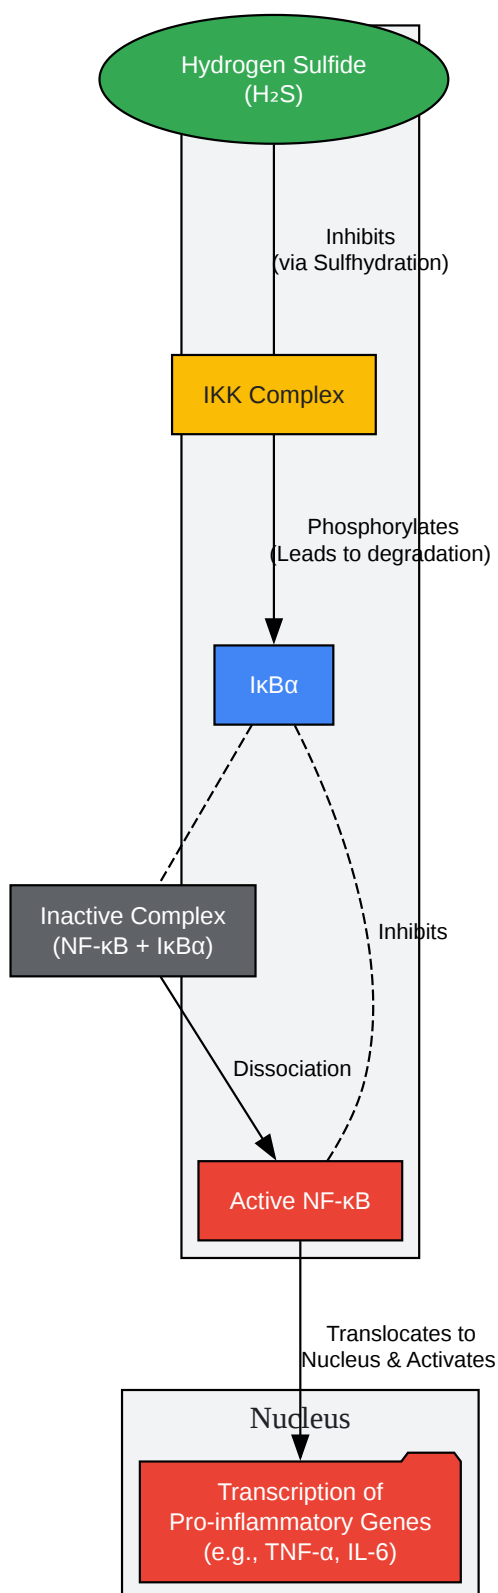 Hydrogen Sulfide
(H₂S)
Inhibits
(via Sulfhydration)
IKK Complex
Phosphorylates
(Leads to degradation)
IκBα
Inactive Complex
(NF-κB + IκBα)
Inhibits
Dissociation
Active NF-κB
Translocates to
Nucleus & Activates
Nucleus
Transcription of
Pro-inflammatory Genes
(e.g., TNF-α, IL-6)